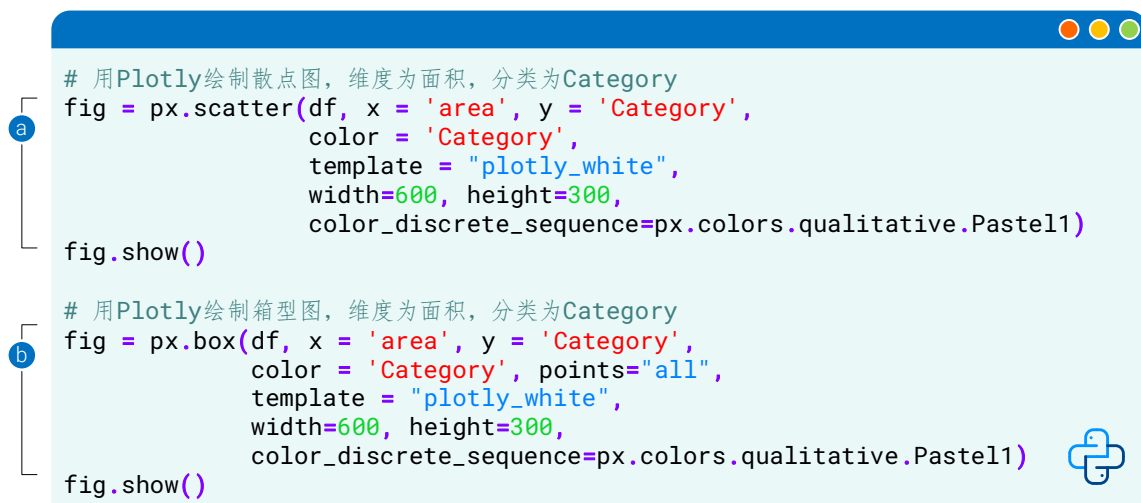 # 用Plotly绘制散点图，维度为面积，分类为Category
fig = px.scatter(df, x = 'area', y = 'Category',
color = 'Category',
template = "plotly_white",
width=600, height=300,
color_discrete_sequence=px.colors.qualitative.Pastel1)
fig.show()
a
# 用Plotly绘制箱型图，维度为面积，分类为Category
fig = px.box(df, x = 'area', y = 'Category',
color = 'Category', points="all",
template = "plotly_white",
width=600, height=300,
color_discrete_sequence=px.colors.qualitative.Pastel1)
fig.show()
b